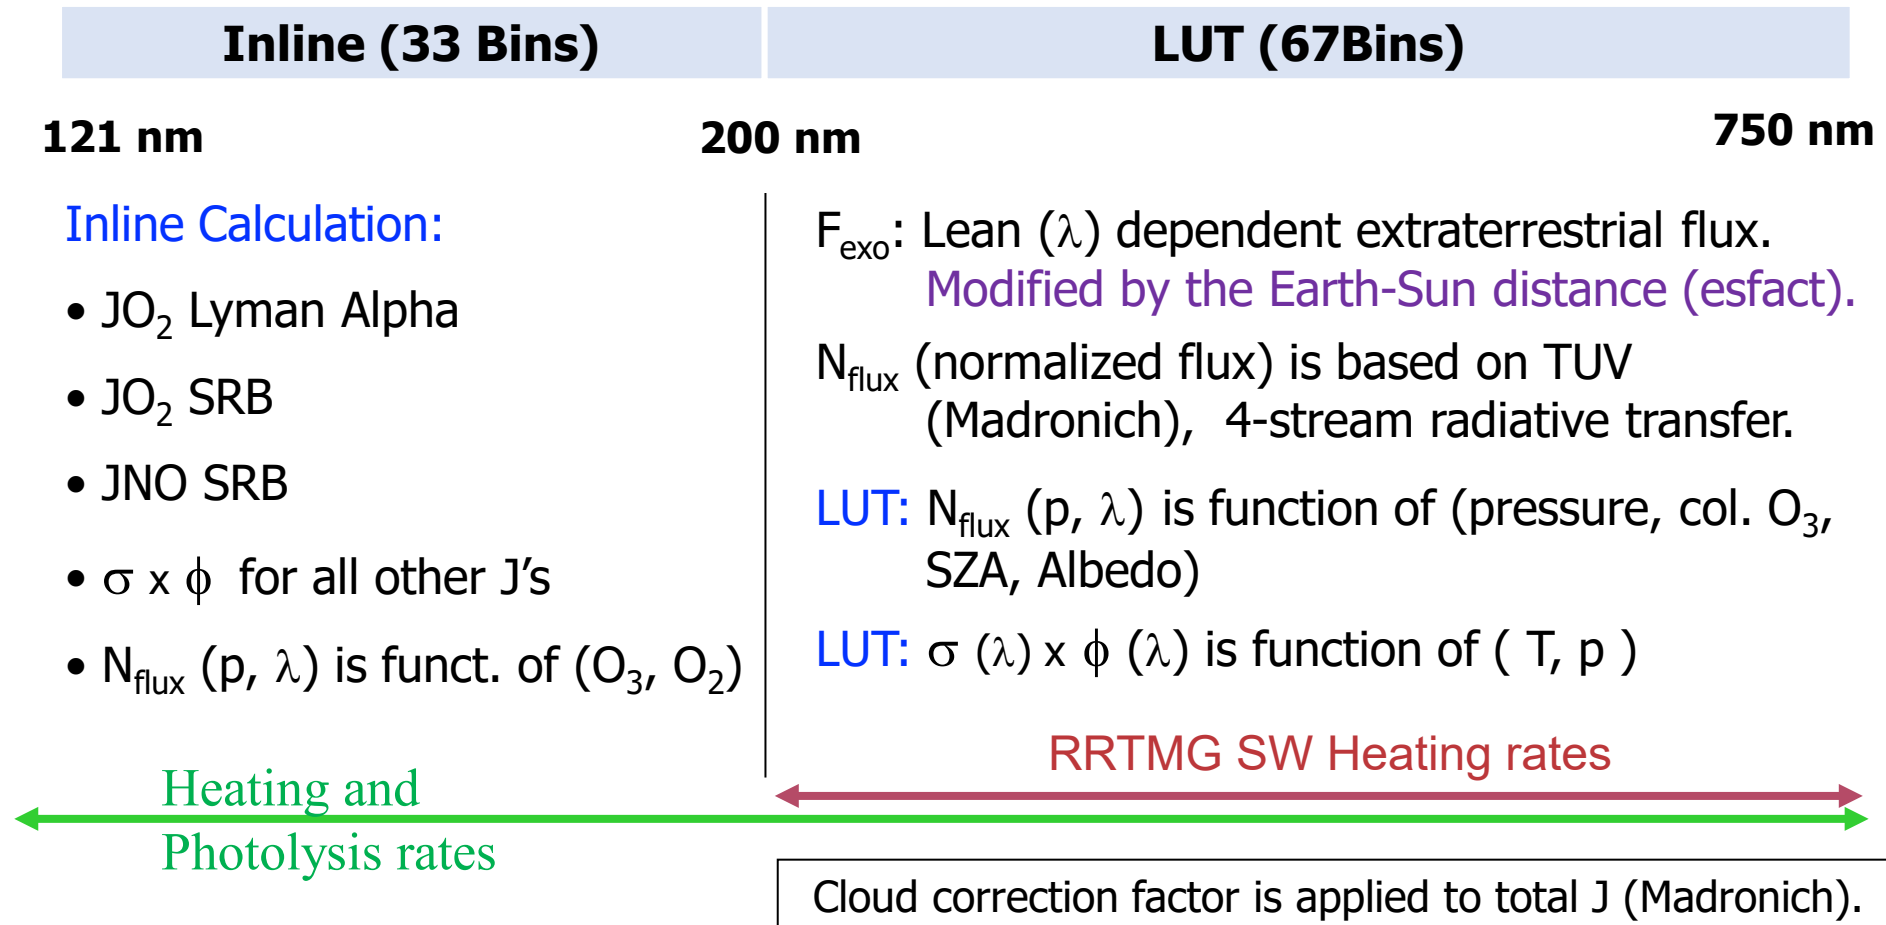 Inline (33 Bins)
LUT (67Bins)
121 nm
200 nm
750 nm
Inline Calculation:
• JO₂ Lyman Alpha
• JO₂ SRB
• JNO SRB
• σ x ϕ for all other J’s
• N_flux (p, λ) is funct. of (O₃, O₂)
F_exo: Lean (λ) dependent extraterrestrial flux.
Modified by the Earth-Sun distance (esfact).
N_flux (normalized flux) is based on TUV
(Madronich), 4-stream radiative transfer.
LUT: N_flux (p, λ) is function of (pressure, col. O₃,
SZA, Albedo)
LUT: σ (λ) x ϕ (λ) is function of ( T, p )
RRTMG SW Heating rates
Heating and
Photolysis rates
Cloud correction factor is applied to total J (Madronich).